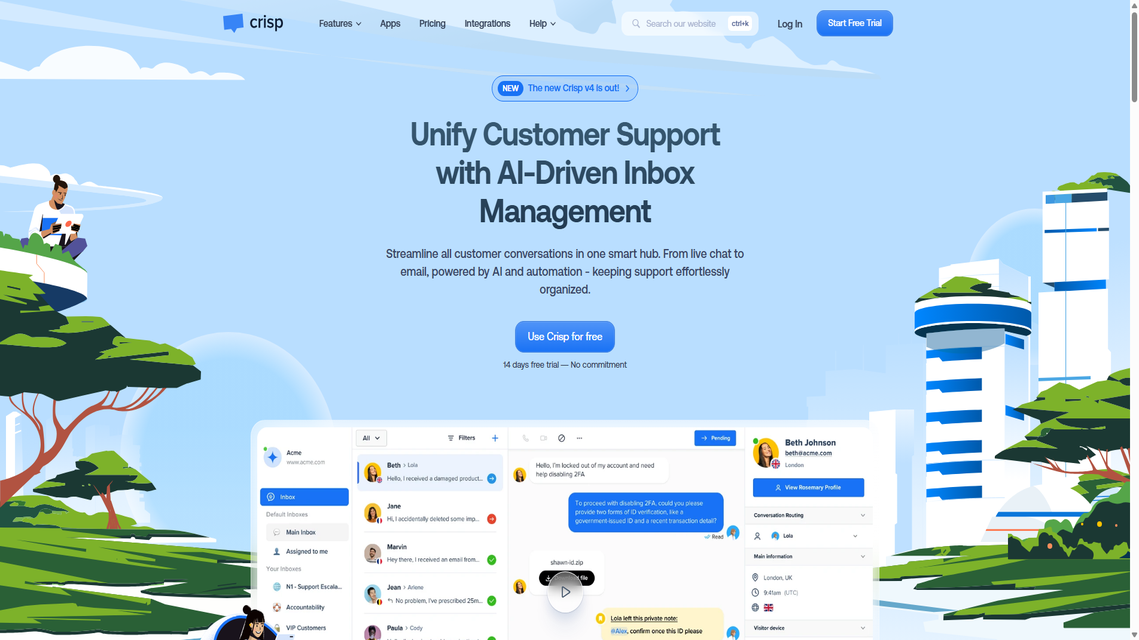 crisp
Features
Apps
Pricing
Integrations
Help
Search our website
ctrl+k
Log In
Start Free Trial
NEW The new Crisp v4 is out!
Unify Customer Support
with AI-Driven Inbox
Management
Streamline all customer conversations in one smart hub. From live chat to
email, powered by AI and automation - keeping support effortlessly
organized.
Use Crisp for free
14 days free trial — No commitment
Acme
www.acme.com
Inbox
Default Inboxes
Main Inbox
Assigned to me
Your Inboxes
N1 - Support Escala...
Accountability
VIP Customers
All
Filters
Beth > Lola
Hello, I received a damaged product...
Jane
Hi, I accidentally deleted some imp...
Marvin
Hey there, I received an email from...
Jean > Ariane
No problem, I've prescribed 25m...
Paula > Cody
Pending
Hello, I'm locked out of my account and need
help disabling 2FA
To proceed with disabling 2FA, could you please
provide two forms of ID verification, like a
government-issued ID and a recent transaction detail?
Read
shawn-id.zip
file
Lola left this private note:
@Alex, confirm once this ID please
Beth Johnson
beth@acme.com
London
View Rosemary Profile
Conversation Routing
Lola
Main information
London, UK
9:41am (UTC)
Visitor device